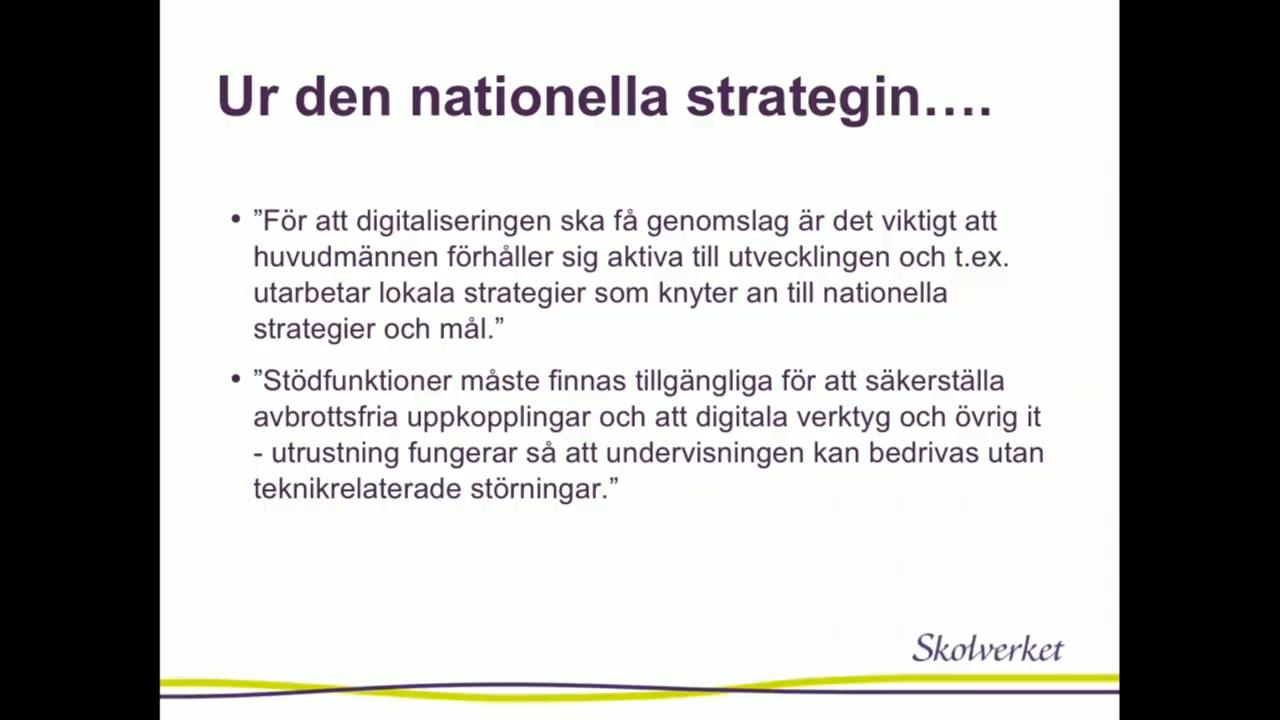 Ur den nationella strategin….
• ”För att digitaliseringen ska få genomslag är det viktigt att
huvudmännen förhåller sig aktiva till utvecklingen och t.ex.
utarbetar lokala strategier som knyter an till nationella
strategier och mål.”
• ”Stödfunktioner måste finnas tillgängliga för att säkerställa
avbrottsfria uppkopplingar och att digitala verktyg och övrig it
- utrustning fungerar så att undervisningen kan bedrivas utan
teknikrelaterade störningar.”
Skolverket